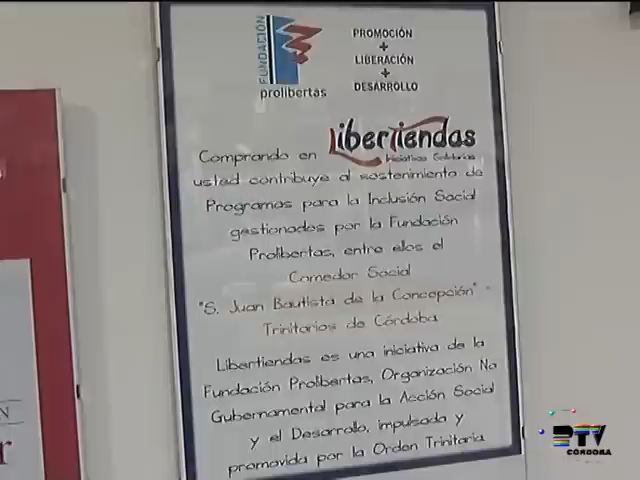 FUNDACIÓN
prolibertas
PROMOCIÓN
+
LIBERACIÓN
+
DESARROLLO
Comprando en Libertiendas
Iniciativas Solidarias
usted contribuye al sostenimiento de
Programas para la Inclusión Social
gestionados por la Fundación
Prolibertas, entre ellos el
Comedor Social
"S. Juan Bautista de la Concepción" -
Trinitarios de Córdoba
Libertiendas es una iniciativa de la
Fundación Prolibertas, Organización No
Gubernamental para la Acción Social
y el Desarrollo, impulsada y
promovida por la Orden Trinitaria
PTV
CÓRDOBA